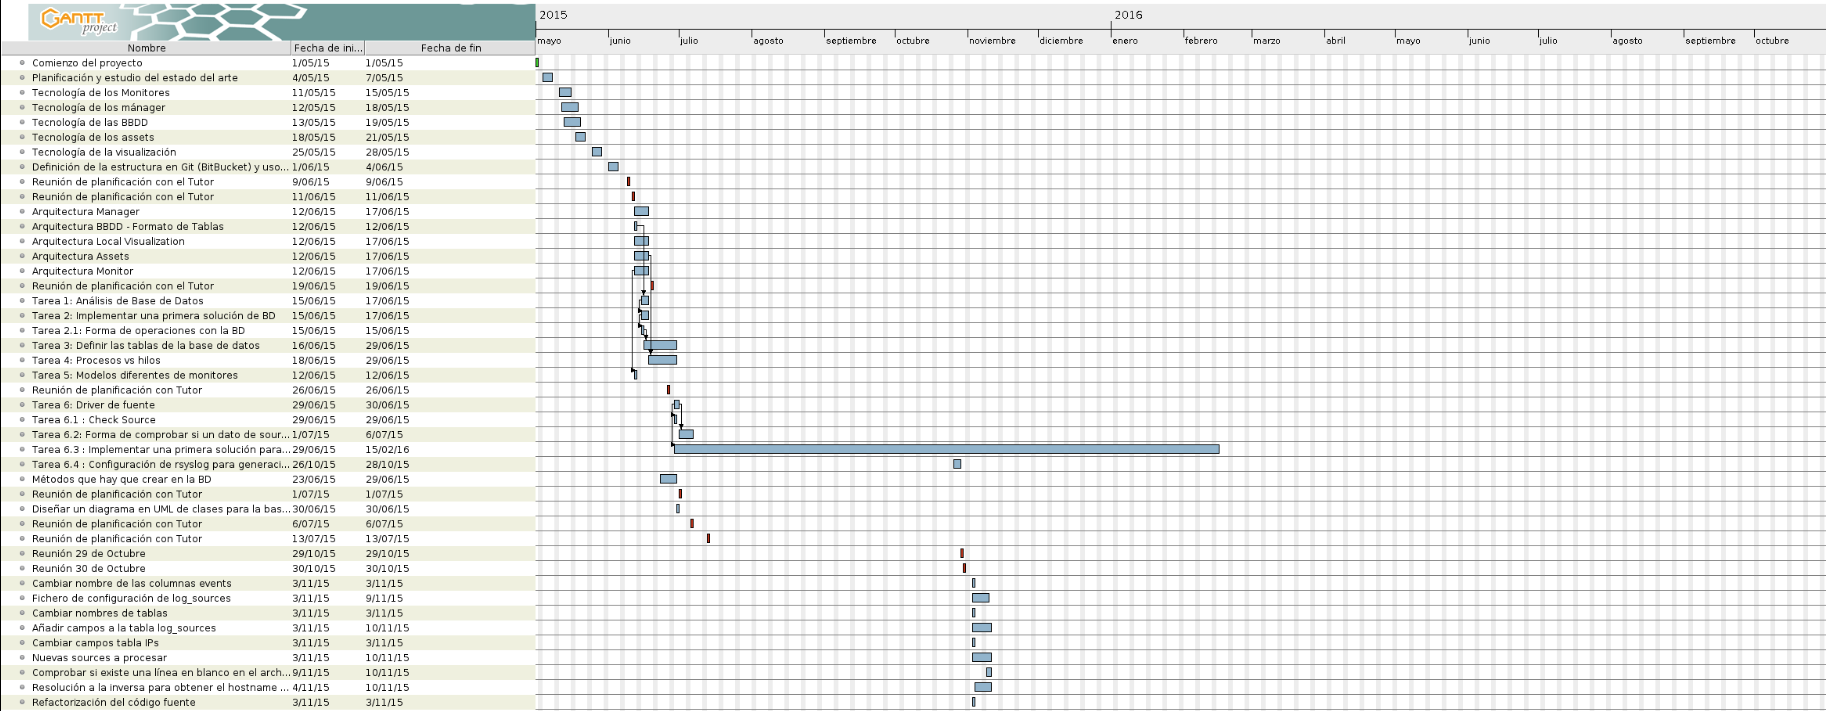 GANTT
project
2015 2016
mayo junio julio agosto septiembre octubre noviembre diciembre enero febrero marzo abril mayo junio julio agosto septiembre octubre
Nombre Fecha de ini... Fecha de fin
Comienzo del proyecto 1/05/15 1/05/15
Planificación y estudio del estado del arte 4/05/15 7/05/15
Tecnología de los Monitores 11/05/15 15/05/15
Tecnología de los mánager 12/05/15 18/05/15
Tecnología de las BBDD 13/05/15 19/05/15
Tecnología de los assets 18/05/15 21/05/15
Tecnología de la visualización 25/05/15 28/05/15
Definición de la estructura en Git (BitBucket) y uso... 1/06/15 4/06/15
Reunión de planificación con el Tutor 9/06/15 9/06/15
Reunión de planificación con el Tutor 11/06/15 11/06/15
Arquitectura Manager 12/06/15 17/06/15
Arquitectura BBDD - Formato de Tablas 12/06/15 12/06/15
Arquitectura Local Visualization 12/06/15 17/06/15
Arquitectura Assets 12/06/15 17/06/15
Arquitectura Monitor 12/06/15 17/06/15
Reunión de planificación con el Tutor 19/06/15 19/06/15
Tarea 1: Análisis de Base de Datos 15/06/15 17/06/15
Tarea 2: Implementar una primera solución de BD 15/06/15 17/06/15
Tarea 2.1: Forma de operaciones con la BD 15/06/15 15/06/15
Tarea 3: Definir las tablas de la base de datos 16/06/15 29/06/15
Tarea 4: Procesos vs hilos 18/06/15 29/06/15
Tarea 5: Modelos diferentes de monitores 12/06/15 12/06/15
Reunión de planificación con Tutor 26/06/15 26/06/15
Tarea 6: Driver de fuente 29/06/15 30/06/15
Tarea 6.1 : Check Source 29/06/15 29/06/15
Tarea 6.2: Forma de comprobar si un dato de sour... 1/07/15 6/07/15
Tarea 6.3 : Implementar una primera solución para... 29/06/15 15/02/16
Tarea 6.4 : Configuración de rsyslog para generaci... 26/10/15 28/10/15
Métodos que hay que crear en la BD 23/06/15 29/06/15
Reunión de planificación con Tutor 1/07/15 1/07/15
Diseñar un diagrama en UML de clases para la bas... 30/06/15 30/06/15
Reunión de planificación con Tutor 6/07/15 6/07/15
Reunión de planificación con Tutor 13/07/15 13/07/15
Reunión 29 de Octubre 29/10/15 29/10/15
Reunión 30 de Octubre 30/10/15 30/10/15
Cambiar nombre de las columnas events 3/11/15 3/11/15
Fichero de configuración de log_sources 3/11/15 9/11/15
Cambiar nombres de tablas 3/11/15 3/11/15
Añadir campos a la tabla log_sources 3/11/15 10/11/15
Cambiar campos tabla IPs 3/11/15 3/11/15
Nuevas sources a procesar 3/11/15 10/11/15
Comprobar si existe una línea en blanco en el arch... 9/11/15 10/11/15
Resolución a la inversa para obtener el hostname ... 4/11/15 10/11/15
Refactorización del código fuente 3/11/15 3/11/15